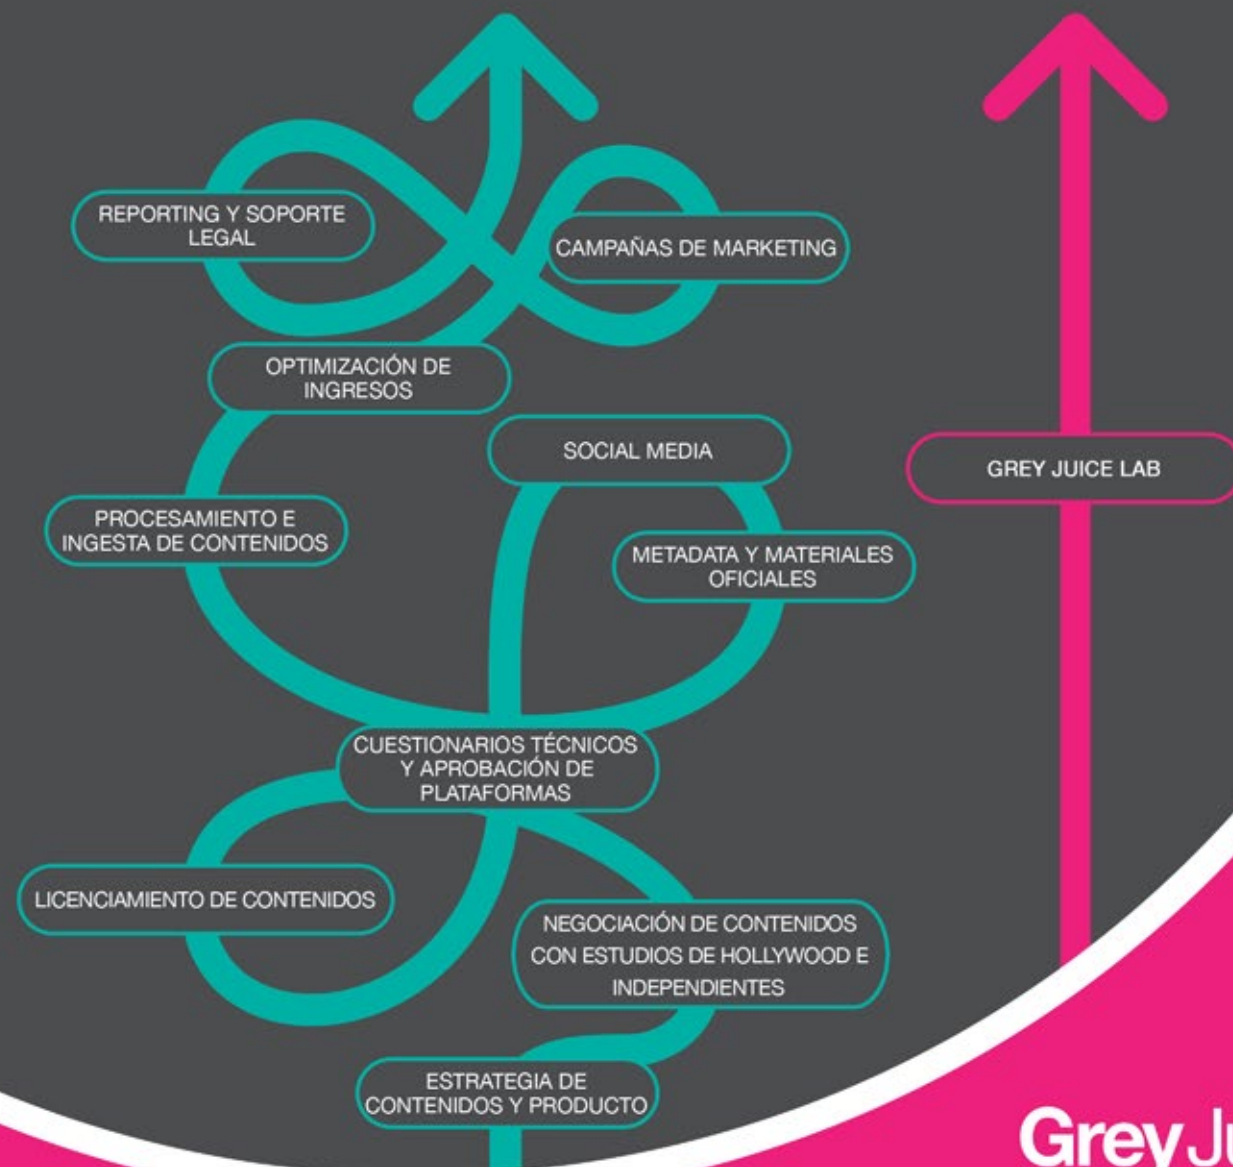 REPORTING Y SOPORTE
LEGAL
CAMPAÑAS DE MARKETING
OPTIMIZACIÓN DE
INGRESOS
SOCIAL MEDIA
GREY JUICE LAB
PROCESAMIENTO E
INGESTA DE CONTENIDOS
METADATA Y MATERIALES
OFICIALES
CUESTIONARIOS TÉCNICOS
Y APROBACIÓN DE
PLATAFORMAS
LICENCIAMIENTO DE CONTENIDOS
NEGOCIACIÓN DE CONTENIDOS
CON ESTUDIOS DE HOLLYWOOD E
INDEPENDIENTES
ESTRATEGIA DE
CONTENIDOS Y PRODUCTO
Grey